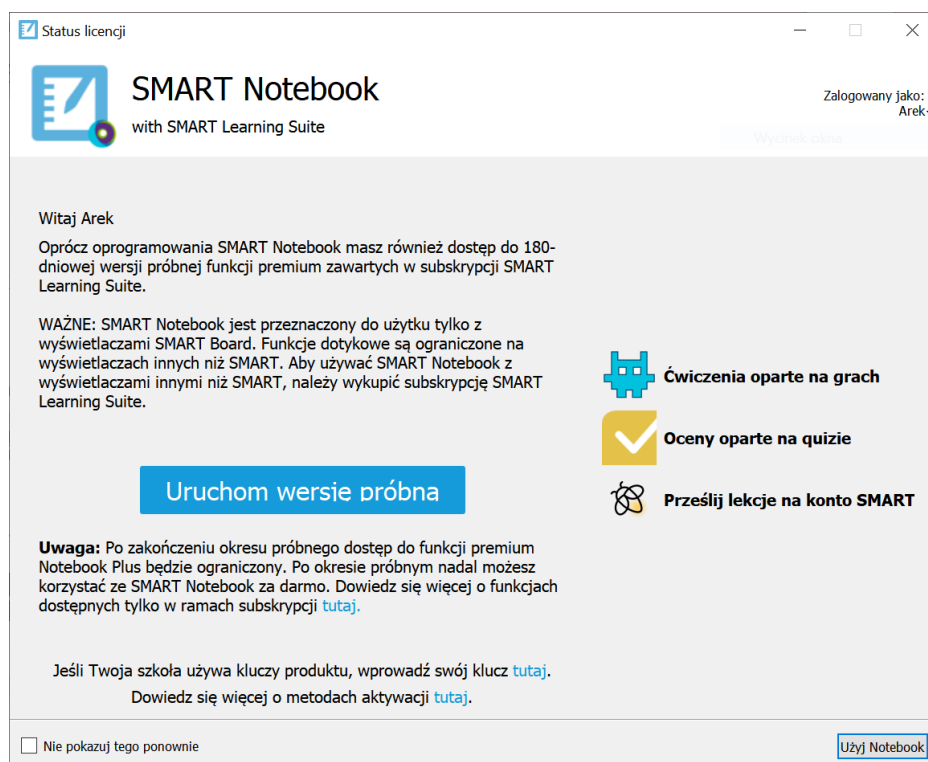 Status licencji
SMART Notebook
with SMART Learning Suite
Zalogowany jako:
Arek
Wycinek okna
Witaj Arek
Oprócz oprogramowania SMART Notebook masz również dostęp do 180-
dniowej wersji próbnej funkcji premium zawartych w subskrypcji SMART
Learning Suite.
WAŻNE: SMART Notebook jest przeznaczony do użytku tylko z
wyświetlaczami SMART Board. Funkcje dotykowe są ograniczone na
wyświetlaczach innych niż SMART. Aby używać SMART Notebook z
wyświetlaczami innymi niż SMART, należy wykupić subskrypcję SMART
Learning Suite.
Ćwiczenia oparte na grach
Oceny oparte na quizie
Prześlij lekcje na konto SMART
Uruchom wersje próbna
Uwaga: Po zakończeniu okresu próbnego dostęp do funkcji premium
Notebook Plus będzie ograniczony. Po okresie próbnym nadal możesz
korzystać ze SMART Notebook za darmo. Dowiedz się więcej o funkcjach
dostępnych tylko w ramach subskrypcji tutaj.
Jeśli Twoja szkoła używa kluczy produktu, wprowadź swój klucz tutaj.
Dowiedz się więcej o metodach aktywacji tutaj.
Nie pokazuj tego ponownie
Użyj Notebook